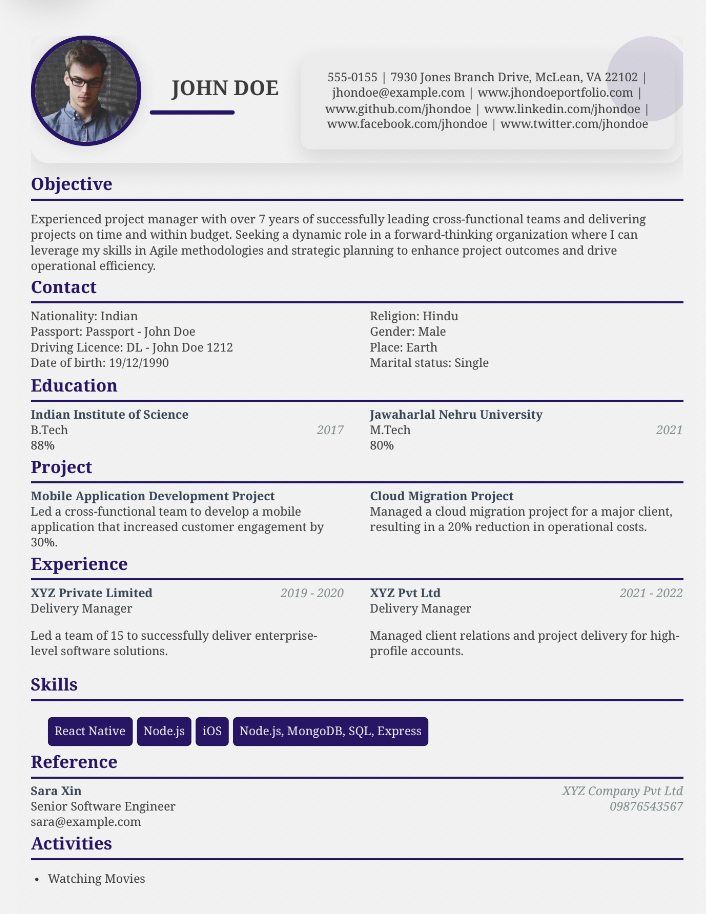 JOHN DOE
555-0155 | 7930 Jones Branch Drive, McLean, VA 22102 |
jhondoe@example.com | www.jhondoeportfolio.com |
www.github.com/jhondoe | www.linkedin.com/jhondoe |
www.facebook.com/jhondoe | www.twitter.com/jhondoe
Objective
Experienced project manager with over 7 years of successfully leading cross-functional teams and delivering
projects on time and within budget. Seeking a dynamic role in a forward-thinking organization where I can
leverage my skills in Agile methodologies and strategic planning to enhance project outcomes and drive
operational efficiency.
Contact
Nationality: Indian
Passport: Passport - John Doe
Driving Licence: DL - John Doe 1212
Date of birth: 19/12/1990
Religion: Hindu
Gender: Male
Place: Earth
Marital status: Single
Education
Indian Institute of Science
B.Tech 2017
88%
Jawaharlal Nehru University
M.Tech 2021
80%
Project
Mobile Application Development Project
Led a cross-functional team to develop a mobile
application that increased customer engagement by
30%.
Cloud Migration Project
Managed a cloud migration project for a major client,
resulting in a 20% reduction in operational costs.
Experience
XYZ Private Limited 2019 - 2020
Delivery Manager
Led a team of 15 to successfully deliver enterprise-
level software solutions.
XYZ Pvt Ltd 2021 - 2022
Delivery Manager
Managed client relations and project delivery for high-
profile accounts.
Skills
React Native Node.js iOS Node.js, MongoDB, SQL, Express
Reference
Sara Xin XYZ Company Pvt Ltd
Senior Software Engineer 09876543567
sara@example.com
Activities
• Watching Movies